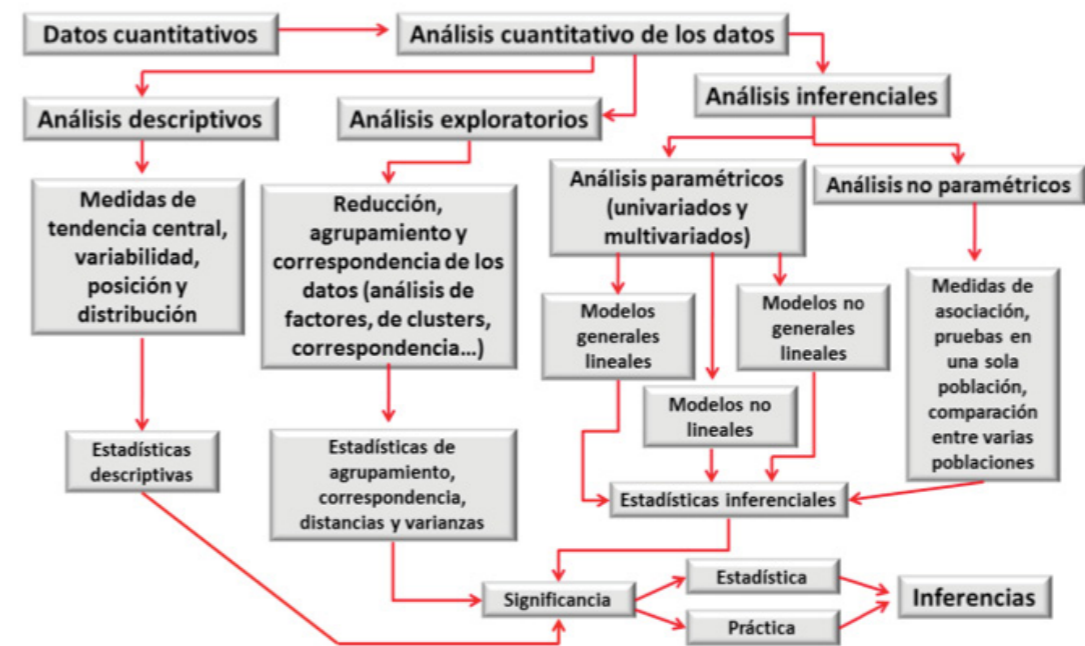 Datos cuantitativos
Análisis cuantitativo de los datos
Análisis descriptivos
Análisis exploratorios
Análisis inferenciales
Medidas de
tendencia central,
variabilidad,
posición y
distribución
Reducción,
agrupamiento y
correspondencia de los
datos (análisis de
factores, de clusters,
correspondencia...)
Análisis paramétricos
(univariados y
multivariados)
Análisis no paramétricos
Modelos
generales
lineales
Modelos no
lineales
Modelos no
generales
lineales
Medidas de
asociación,
pruebas en
una sola
población,
comparación
entre varias
poblaciones
Estadísticas
descriptivas
Estadísticas de
agrupamiento,
correspondencia,
distancias y varianzas
Estadísticas inferenciales
Significancia
Estadística
Práctica
Inferencias